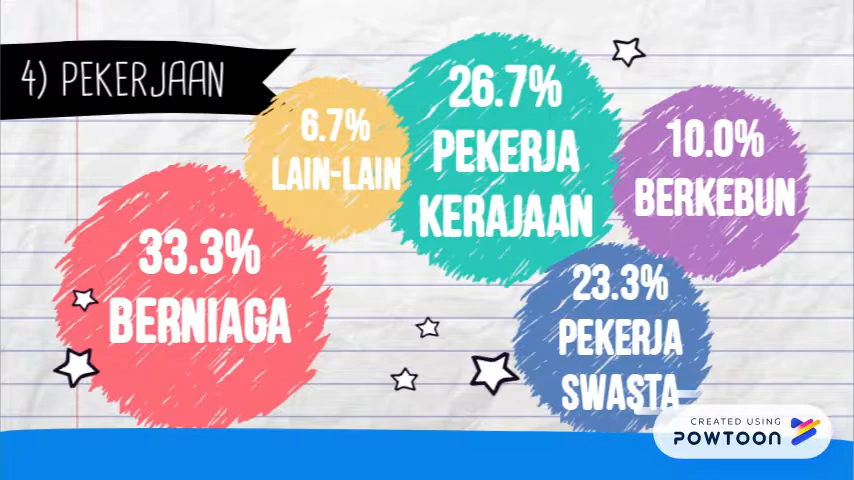 4) PEKERJAAN
6.7%
LAIN-LAIN
26.7%
PEKERJA
KERAJAAN
10.0%
BERKEBUN
33.3%
BERNIAGA
23.3%
PEKERJA
SWASTA
CREATED USING
POWTOON